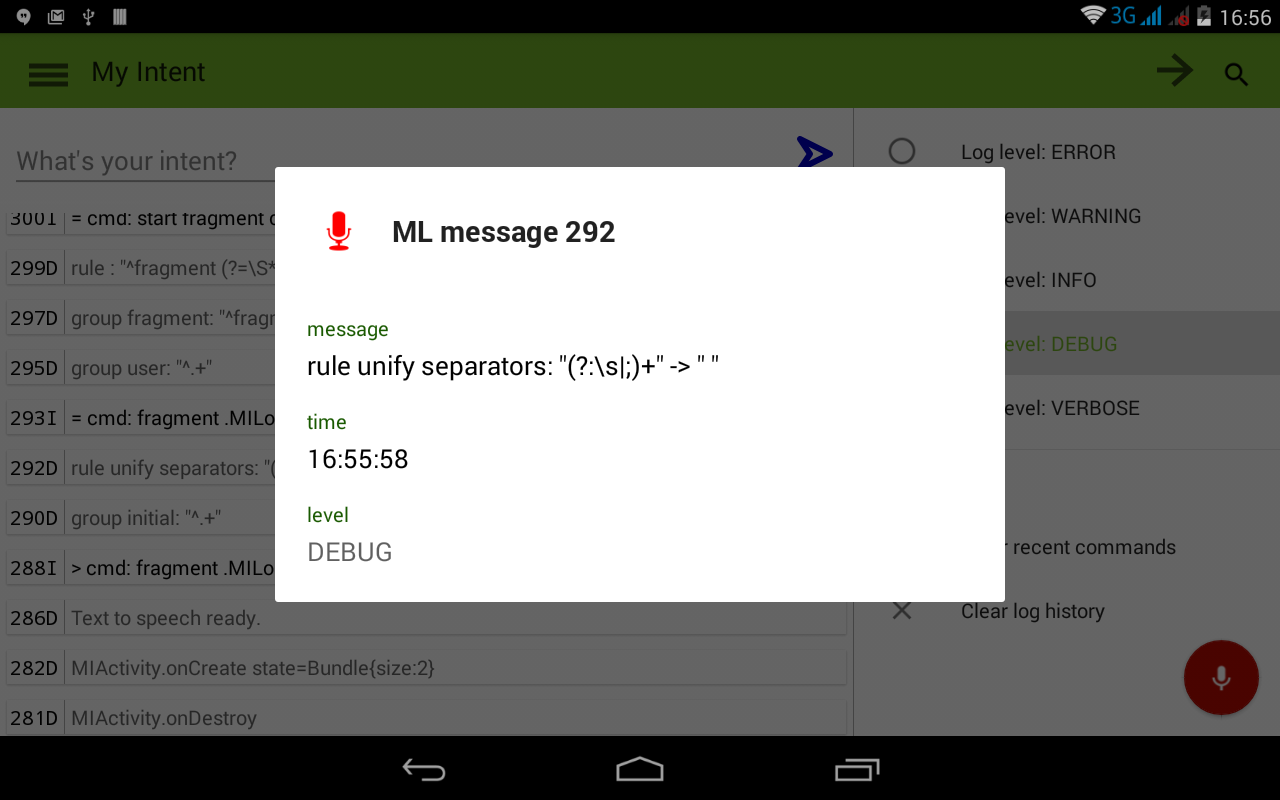 3G 16:56
My Intent
What's your intent?
Log level: ERROR
300I = cmd: start fragment
evel: WARNING
299D rule : "^fragment (?=\S*
evel: INFO
297D group fragment: "^fragr
evel: DEBUG
295D group user: "^.+"
293I = cmd: fragment .MILo
evel: VERBOSE
292D rule unify separators: "(
290D group initial: "^.+"
288I > cmd: fragment .MILo
recent commands
286D Text to speech ready.
Clear log history
282D MIActivity.onCreate state=Bundle{size:2}
281D MIActivity.onDestroy
ML message 292
message
rule unify separators: "(?:\s|;)+" -> " "
time
16:55:58
level
DEBUG